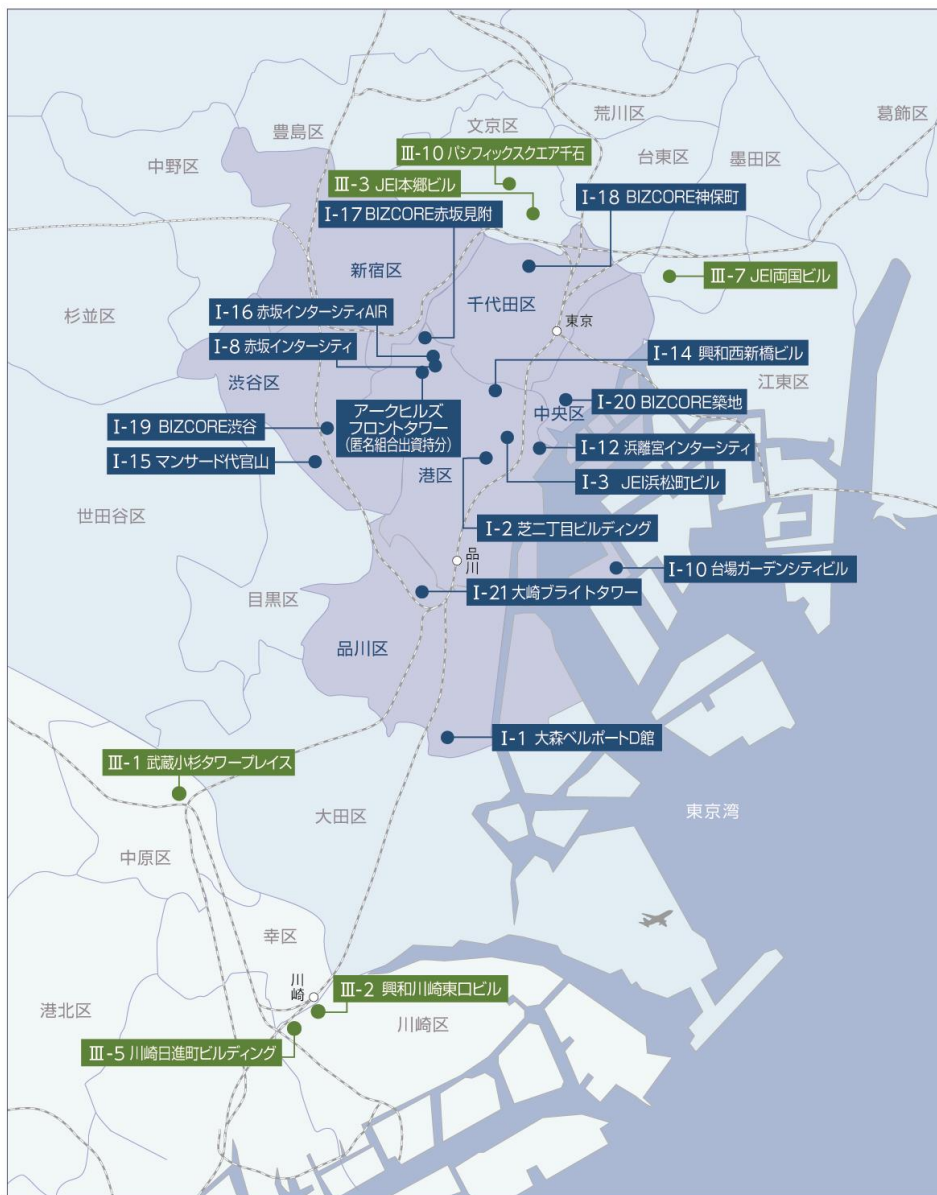 荒川区
葛飾区
豊島区
文京区
中野区
台東区
墨田区
Ⅲ-10 パシフィックスクエア千石
Ⅲ-3 JEI本郷ビル
Ⅰ-17 BIZCORE赤坂見附
Ⅰ-18 BIZCORE神保町
新宿区
千代田区
Ⅲ-7 JEI両国ビル
杉並区
Ⅰ-16 赤坂インターシティAIR
東京
Ⅰ-8 赤坂インターシティ
Ⅰ-14 興和西新橋ビル
渋谷区
江東区
アークヒルズ
フロントタワー
(匿名組合出資持分)
中央区
Ⅰ-20 BIZCORE築地
Ⅰ-19 BIZCORE渋谷
Ⅰ-12 浜離宮インターシティ
Ⅰ-15 マンサード代官山
港区
Ⅰ-3 JEI浜松町ビル
世田谷区
Ⅰ-2 芝二丁目ビルディング
品川
Ⅰ-10 台場ガーデンシティビル
Ⅰ-21 大崎ブライトタワー
目黒区
品川区
Ⅰ-1 大森ベルポートD館
Ⅲ-1 武蔵小杉タワープレイス
大田区
東京湾
中原区
幸区
川崎
Ⅲ-2 興和川崎東口ビル
港北区
川崎区
Ⅲ-5 川崎日進町ビルディング